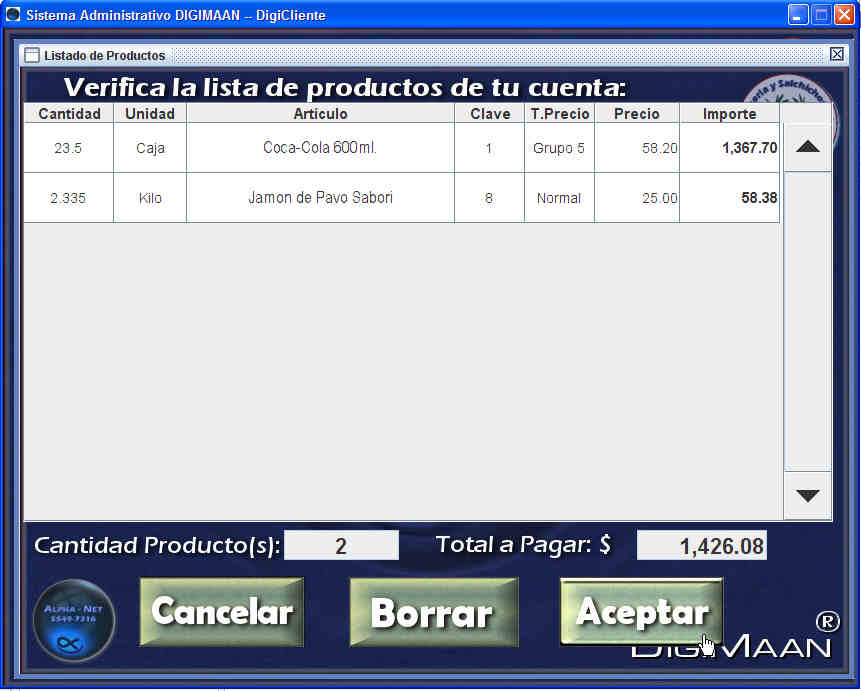 Sistema Administrativo DIGIMAAN -- DigiCliente
Listado de Productos
Verifica la lista de productos de tu cuenta:
Cantidad Unidad Artículo Clave T.Precio Precio Importe
23.5 Caja Coca-Cola 600ml. 1 Grupo 5 58.20 1,367.70
2.335 Kilo Jamon de Pavo Sabori 8 Normal 25.00 58.38
Cantidad Producto(s): 2 Total a Pagar: $ 1,426.08
ALPHA - NET
5549-7316
Cancelar Borrar Aceptar
DIGIMAAN ®